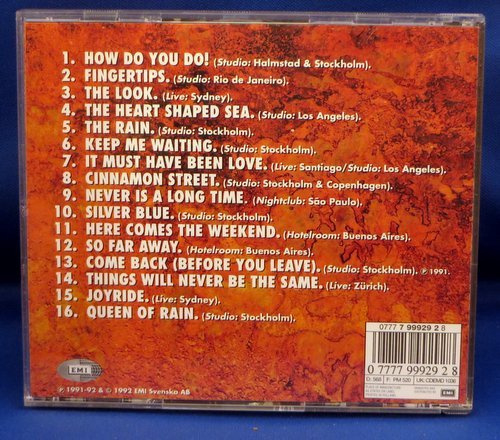 1. HOW DO YOU DO! (Studio: Halmstad & Stockholm).
2. FINGERTIPS. (Studio: Rio de Janeiro).
3. THE LOOK. (Live: Sydney).
4. THE HEART SHAPED SEA. (Studio: Los Angeles).
5. THE RAIN. (Studio: Stockholm).
6. KEEP ME WAITING. (Studio: Stockholm).
7. IT MUST HAVE BEEN LOVE. (Live: Santiago/Studio: Los Angeles).
8. CINNAMON STREET. (Studio: Stockholm & Copenhagen).
9. NEVER IS A LONG TIME. (Nightclub: São Paulo).
10. SILVER BLUE. (Studio: Stockholm).
11. HERE COMES THE WEEKEND. (Hotelroom: Buenos Aires).
12. SO FAR AWAY. (Hotelroom: Buenos Aires).
13. COME BACK (BEFORE YOU LEAVE). (Studio: Stockholm). ℗ 1991.
14. THINGS WILL NEVER BE THE SAME. (Live: Zürich).
15. JOYRIDE. (Live: Sydney).
16. QUEEN OF RAIN. (Studio: Stockholm).
EMI
℗ 1991-92 & © 1992 EMI Svenska AB
0777 7 99929 2 8
0 7777 99929 2 8
D: 568 F: PM 520 UK: CDEMD 1036
EMI